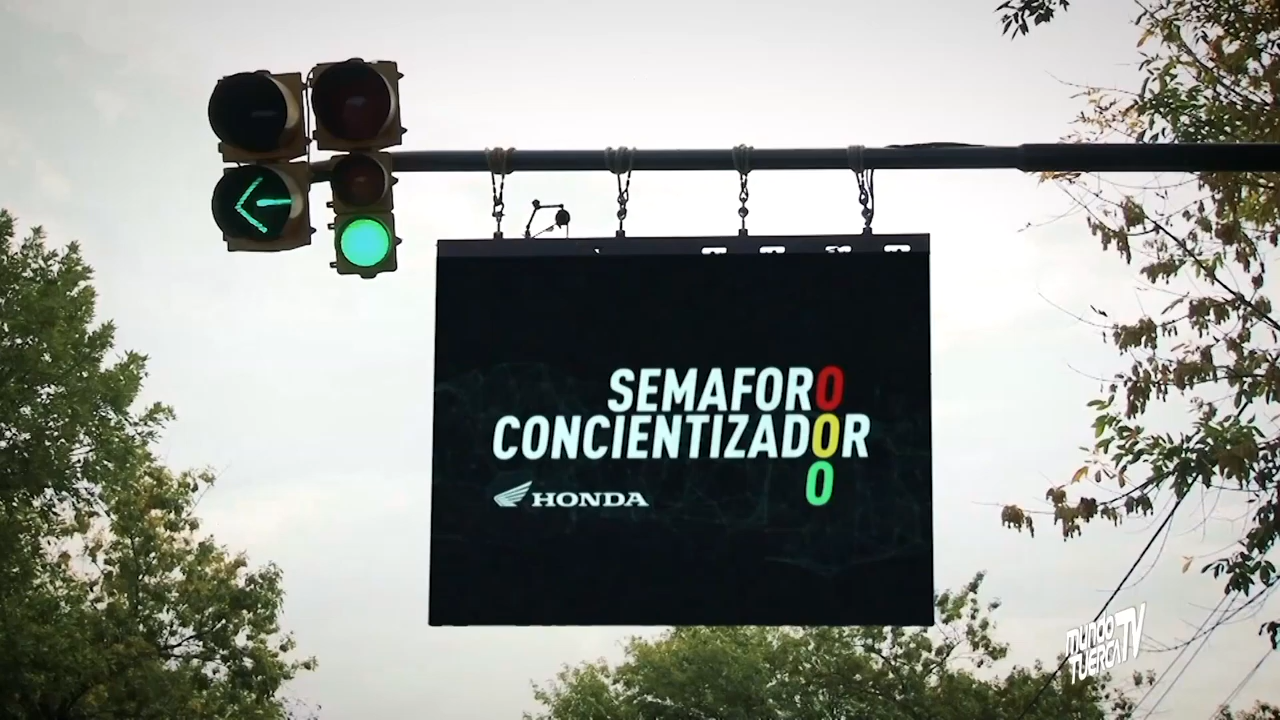 SEMAFORO
CONCIENTIZADOR
O
HONDA
mundo
TUERCA TV